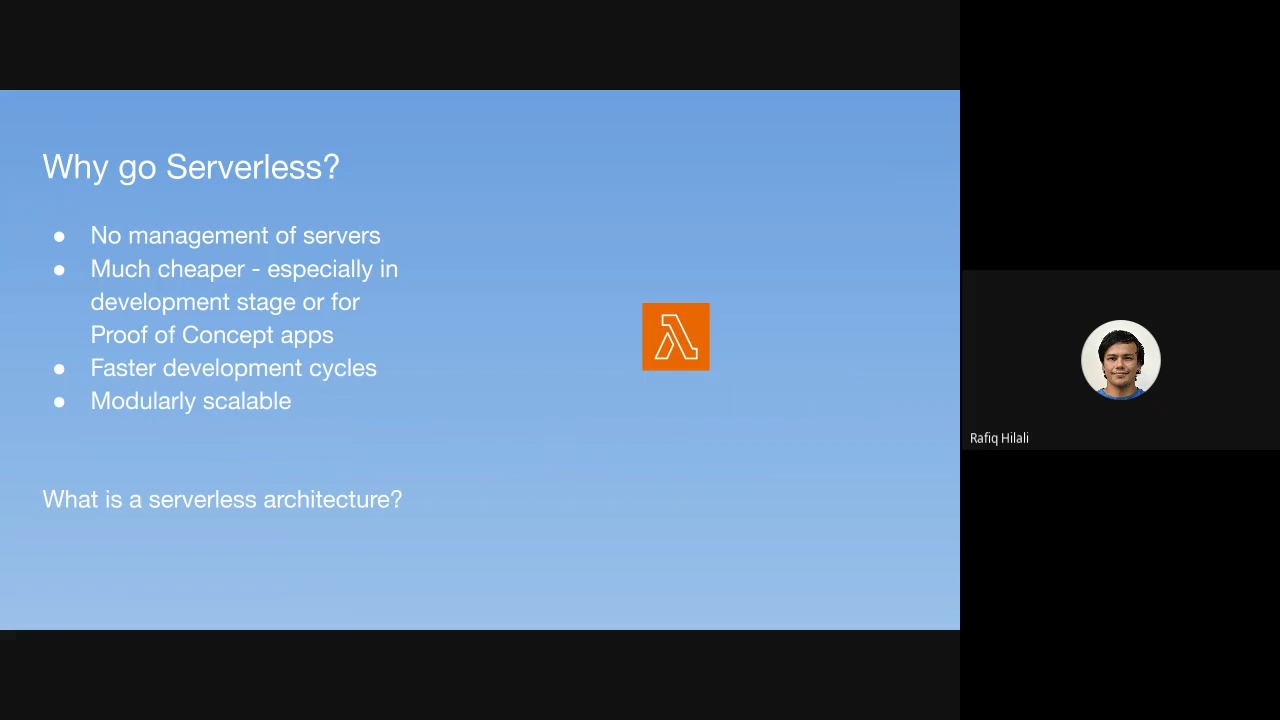 Why go Serverless?
● No management of servers
● Much cheaper - especially in
development stage or for
Proof of Concept apps
● Faster development cycles
● Modularly scalable
What is a serverless architecture?
Rafiq Hilali